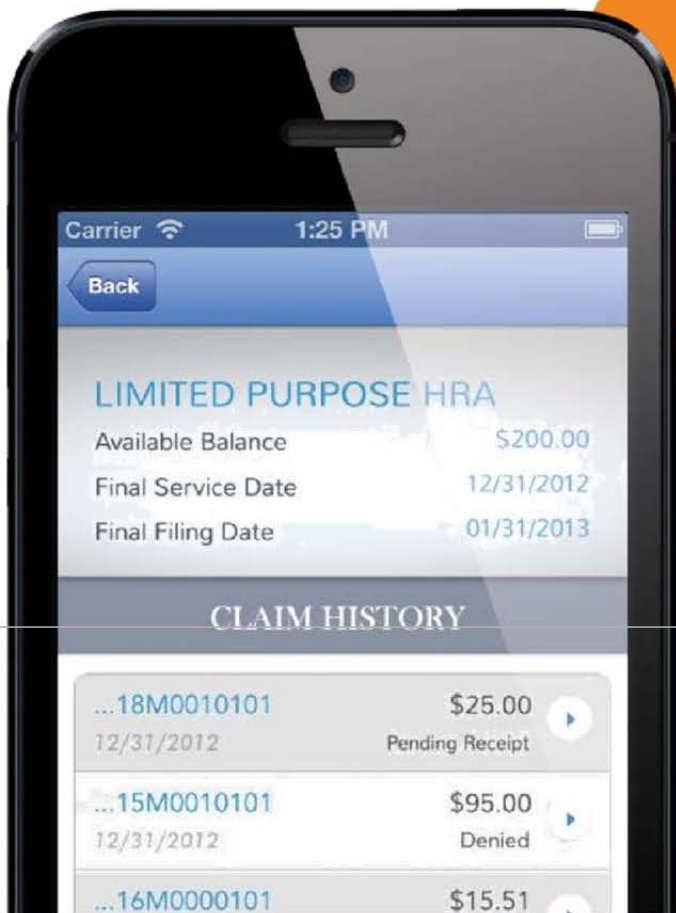 Carrier 1:25 PM
Back
LIMITED PURPOSE HRA
Available Balance $200.00
Final Service Date 12/31/2012
Final Filing Date 01/31/2013
CLAIM HISTORY
...18M0010101 $25.00
12/31/2012 Pending Receipt
...15M0010101 $95.00
12/31/2012 Denied
...16M0000101 $15.51